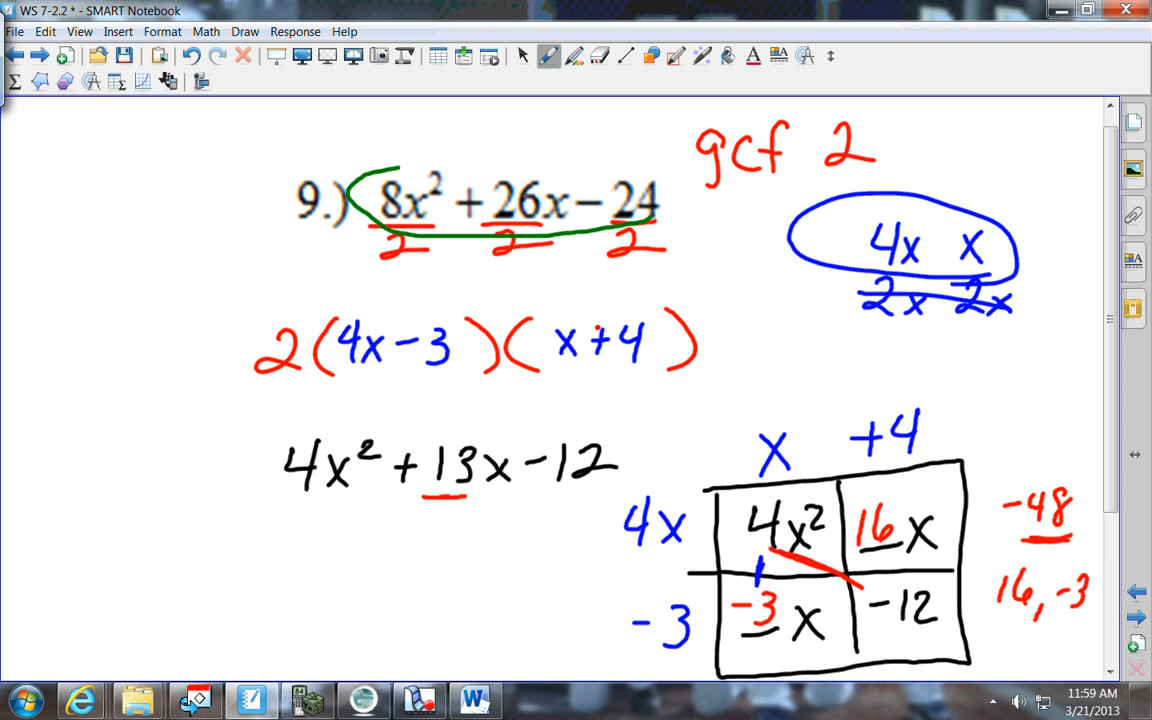 WS 7-2.2 * - SMART Notebook
File Edit View Insert Format Math Draw Response Help
gcf 2
9.) 8x² + 26x − 24
2 2 2
4x x
2x 2x
2(4x-3)(x+4)
4x² + 13x -12
x +4
4x 4x² 16x
-3 -3x -12
-48
16, -3
11:59 AM
3/21/2013